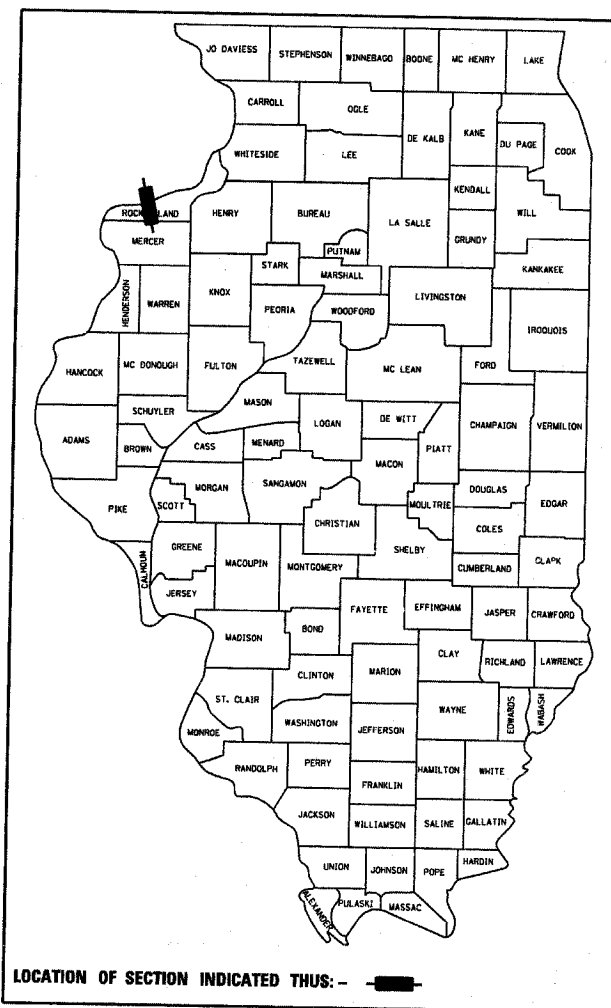 JO DAVIESS STEPHENSON WINNEBAGO BOONE MC HENRY LAKE
CARROLL OGLE DE KALB KANE DU PAGE COOK
WHITESIDE LEE
KENDALL WILL
ROCK LAND HENRY BUREAU LA SALLE GRUNDY
MERCER STARK PUTNAM KANKAKEE
MARSHALL
HENDERSON WARREN KNOX PEORIA WOODFORD LIVINGSTON IROQUOIS
HANCOCK MC DONOUGH FULTON TAZEWELL MC LEAN FORD
MASON
SCHUYLER LOGAN DE WITT CHAMPAIGN VERMILION
ADAMS BROWN CASS MENARD MACON PIATT
PIKE SCOTT MORGAN SANGAMON MOULTRIE DOUGLAS EDGAR
CHRISTIAN COLES
CALHOUN GREENE MACOUPIN MONTGOMERY SHELBY CUMBERLAND CLARK
JERSEY FAYETTE EFFINGHAM JASPER CRAWFORD
MADISON BOND
CLAY RICHLAND LAWRENCE
CLINTON MARION
ST. CLAIR WAYNE EDWARDS WABASH
MONROE WASHINGTON JEFFERSON
RANDOLPH PERRY HAMILTON WHITE
FRANKLIN
JACKSON WILLIAMSON SALINE GALLATIN
UNION JOHNSON POPE HARDIN
ALEXANDER PULASKI MASSAC
LOCATION OF SECTION INDICATED THUS: -